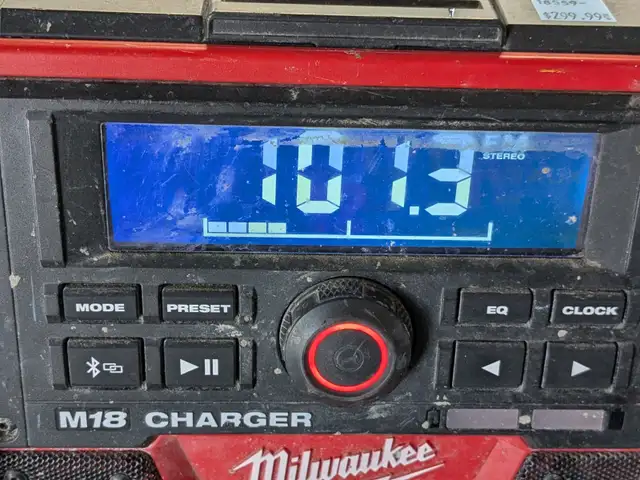 $299.99
101.3
STEREO
MODE
PRESET
EQ
CLOCK
M18 CHARGER
Milwaukee